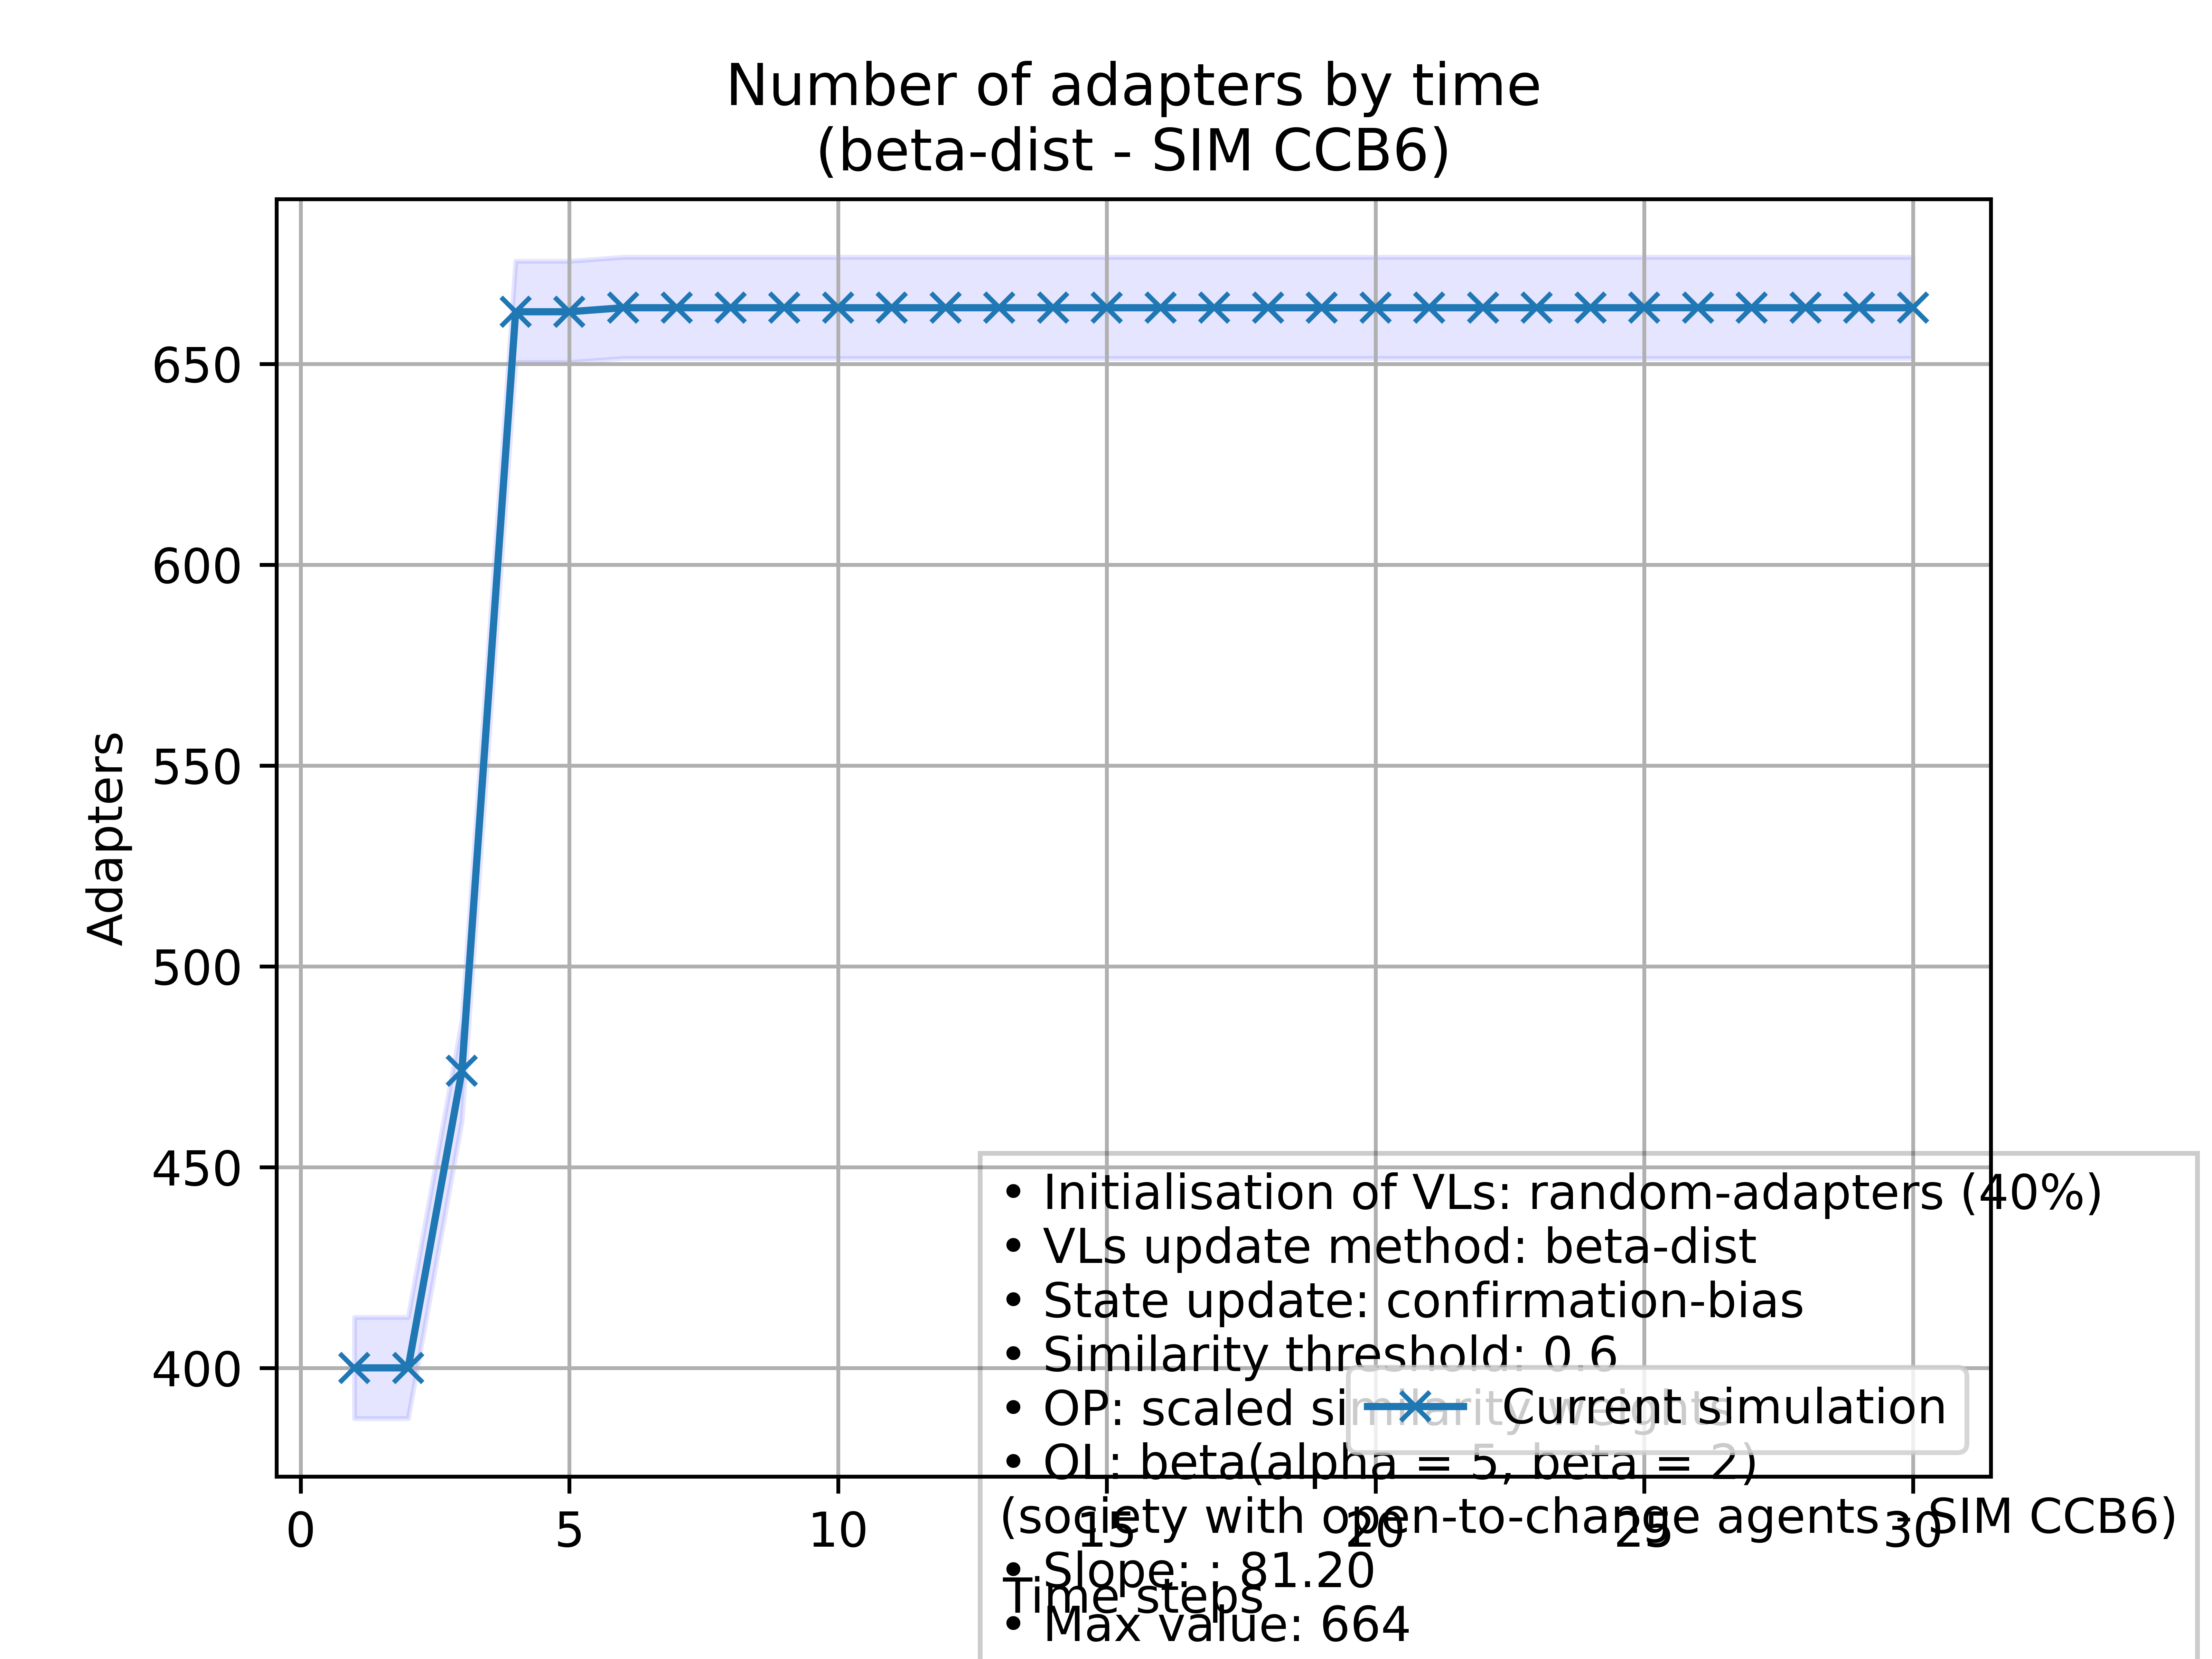 Number of adapters by time
(beta-dist - SIM CCB6)
Adapters
650
600
550
500
450
400
• Initialisation of VLs: random-adapters (40%)
• VLs update method: beta-dist
• State update: confirmation-bias
• Similarity threshold: 0.6
• OP: scaled similarity weights
Current simulation
• OL: beta(alpha = 5, beta = 2)
(society with open-to-change agents - SIM CCB6)
0 5 10 15 20 25 30
• Slope: : 81.20
Time steps
• Max value: 664